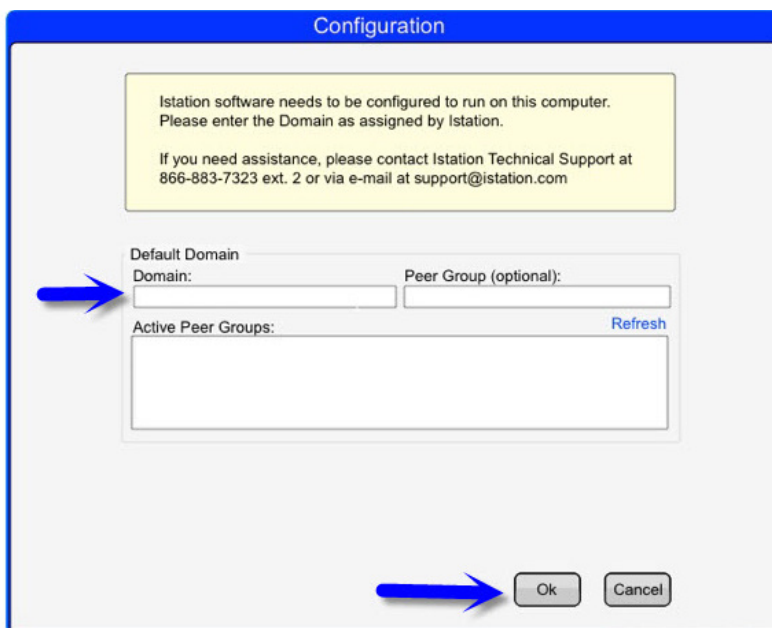 Configuration
Istation software needs to be configured to run on this computer.
Please enter the Domain as assigned by Istation.
If you need assistance, please contact Istation Technical Support at
866-883-7323 ext. 2 or via e-mail at support@istation.com
Default Domain
Domain:
Peer Group (optional):
Active Peer Groups:
Refresh
Ok
Cancel